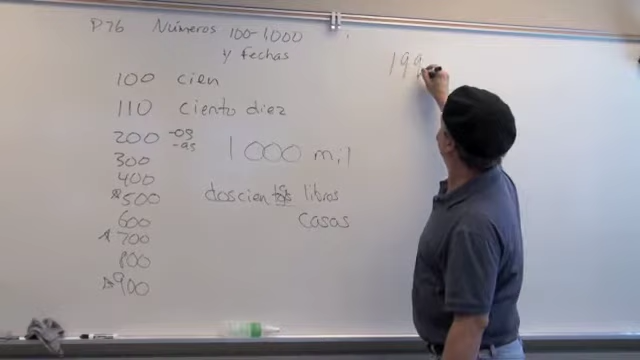 P76 Números 100-1000
y fechas
100 cien
110 ciento diez
200 -os
-as
300
400
*500
600
*700
800
*900
1000 mil
doscientos libros
casas
199